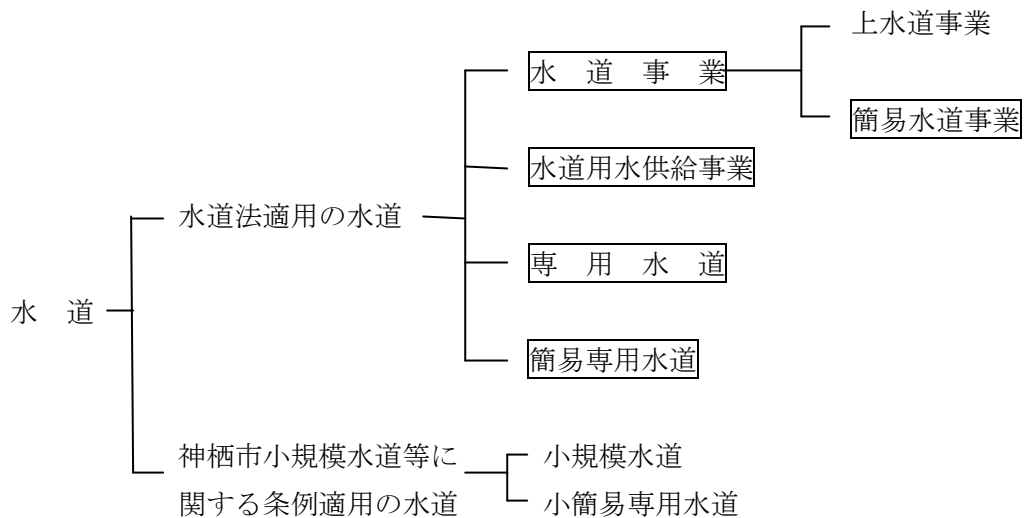 上水道事業
水　道　事　業
簡易水道事業
水道用水供給事業
水道法適用の水道
専　用　水　道
水　道
簡易専用水道
神栖市小規模水道等に
関する条例適用の水道
小規模水道
小簡易専用水道